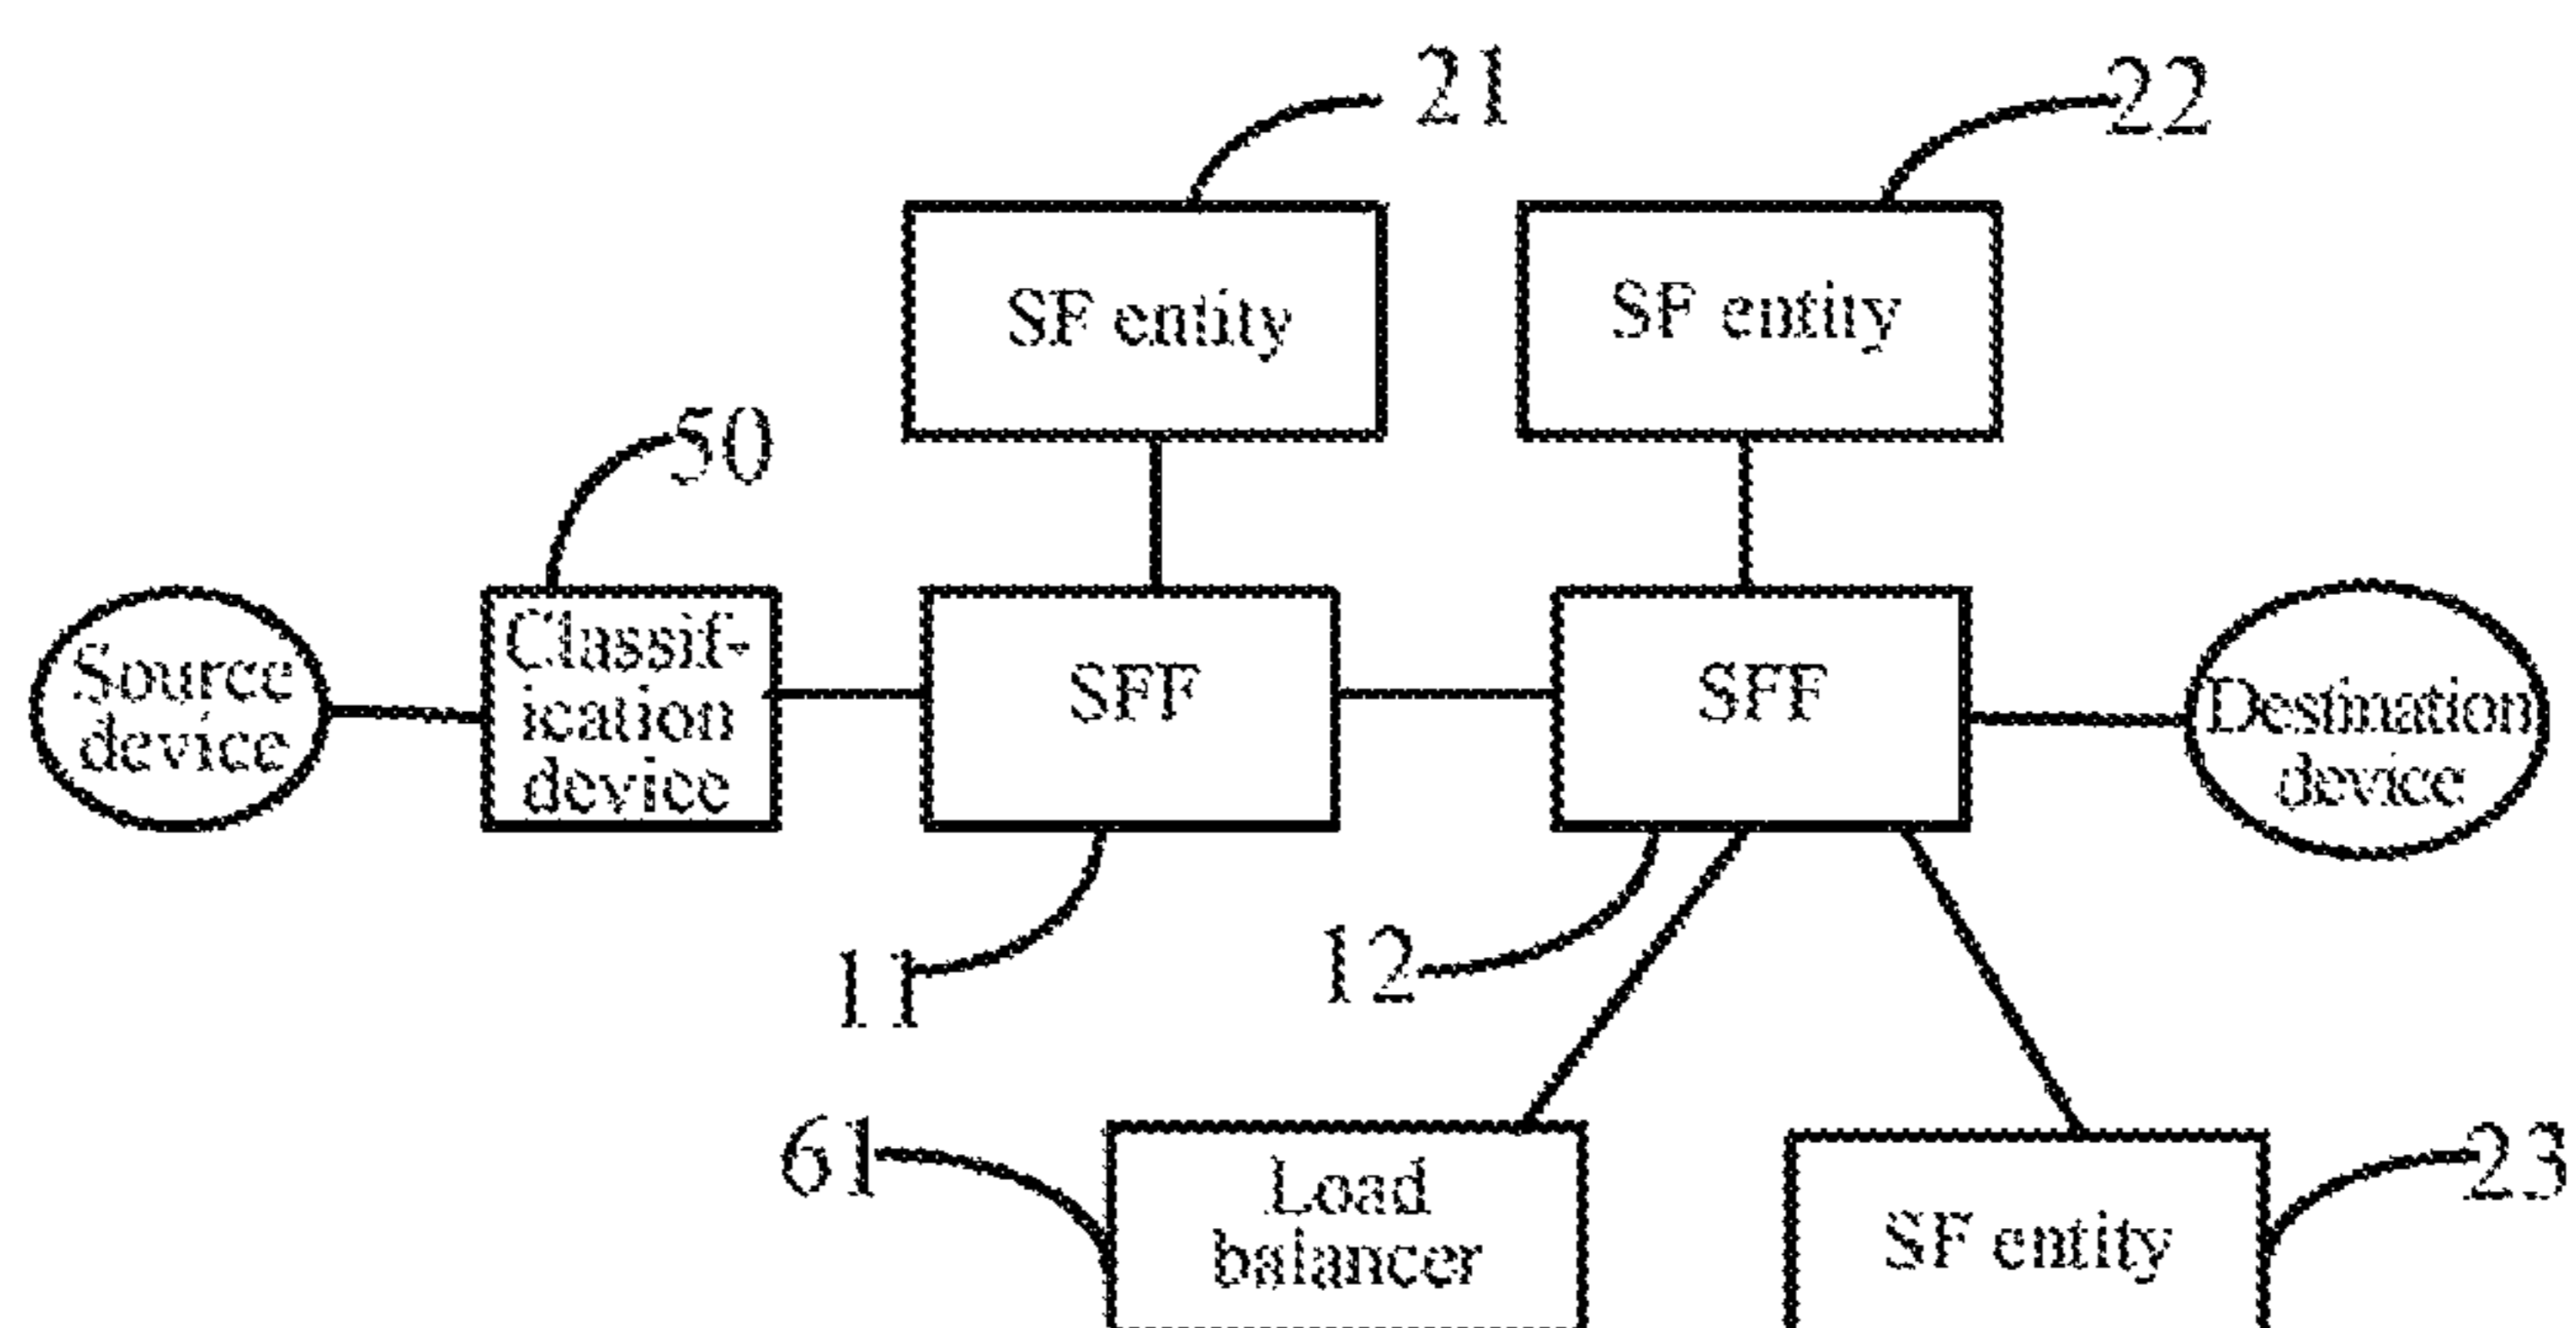 21
22
SF entity
SF entity
50
Source
device
Classif-
ication
device
SFF
SFF
Destination
device
11
12
61
Load
balancer
SF entity
23